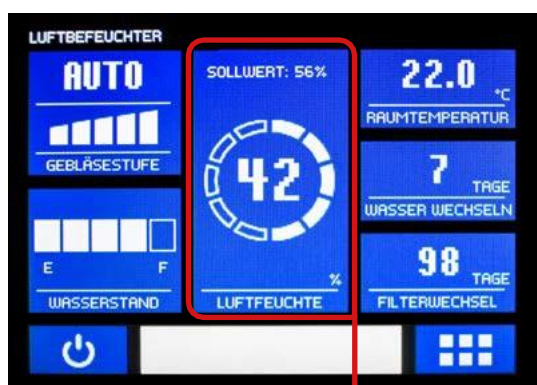 LUFTBEFEUCHTER
AUTO
GEBLÄSESTUFE
E F
WASSERSTAND
SOLLWERT: 56%
42
%
LUFTFEUCHTE
22.0 °C
RAUMTEMPERATUR
7 TAGE
WASSER WECHSELN
98 TAGE
FILTERWECHSEL